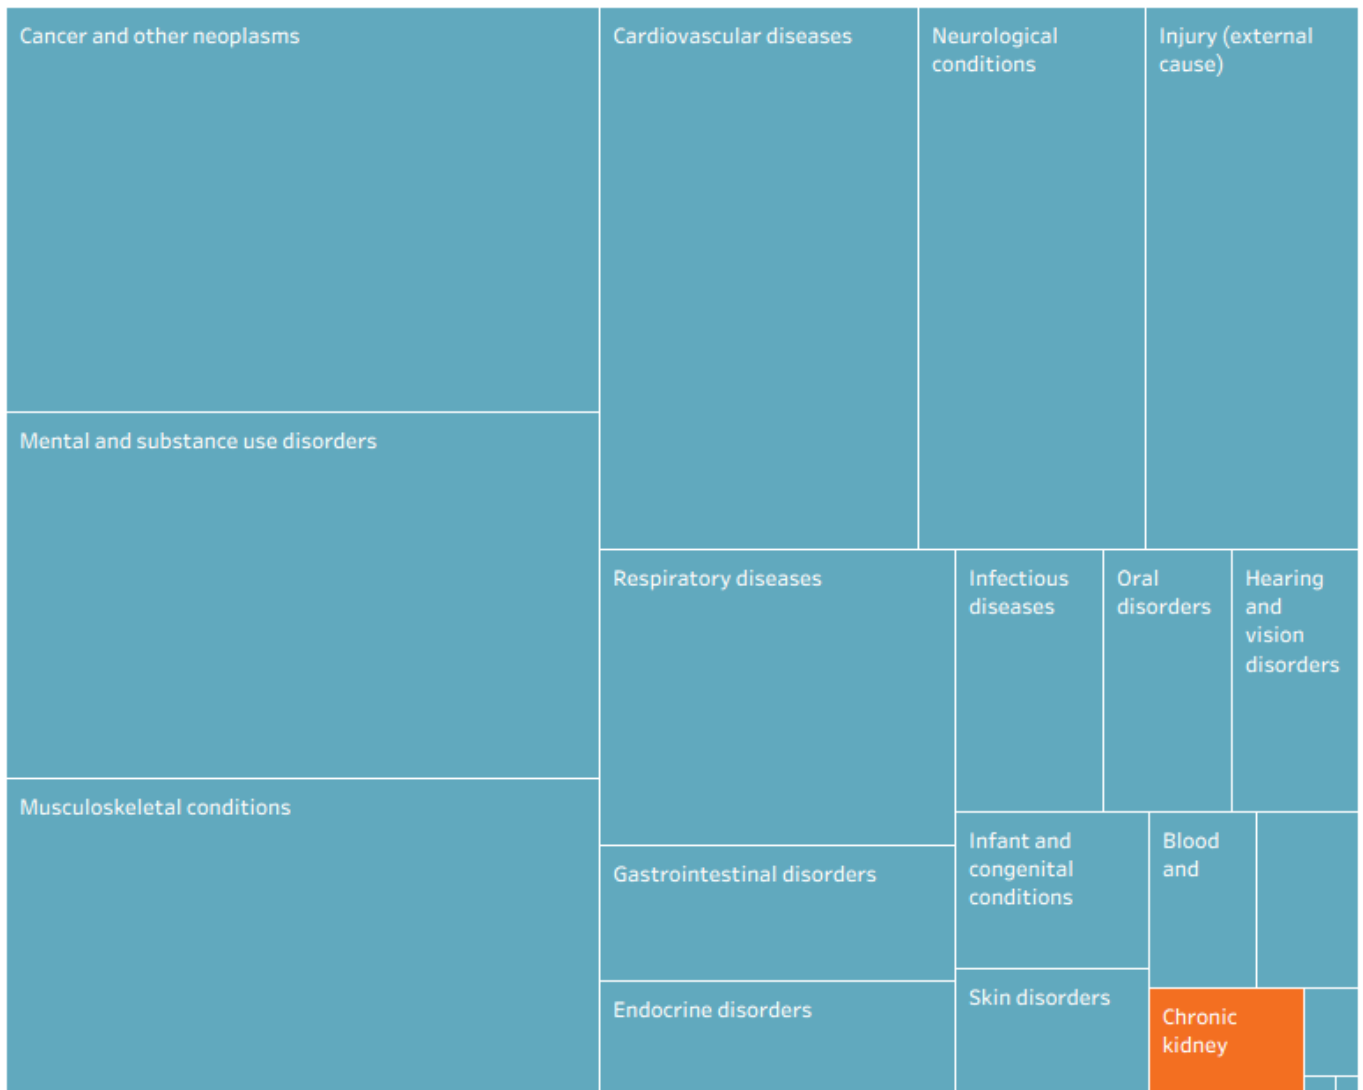 Cancer and other neoplasms
Cardiovascular diseases
Neurological
conditions
Injury (external
cause)
Mental and substance use disorders
Respiratory diseases
Infectious
diseases
Oral
disorders
Hearing
and
vision
disorders
Musculoskeletal conditions
Gastrointestinal disorders
Infant and
congenital
conditions
Blood
and
Endocrine disorders
Skin disorders
Chronic
kidney